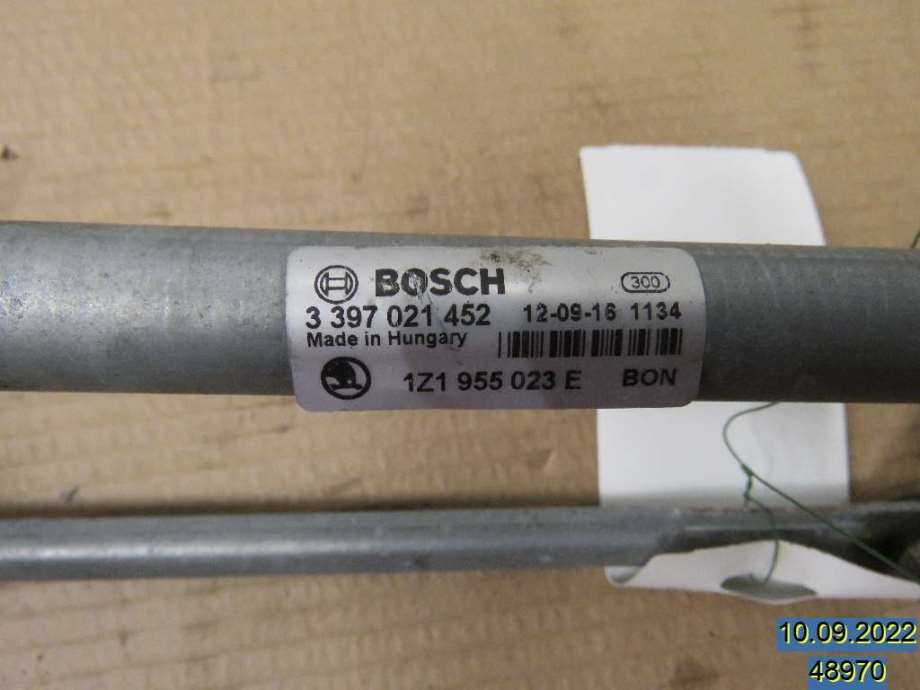 BOSCH 300
3 397 021 452 12-09-16 1134
Made in Hungary
1Z1 955 023 E BON
10.09.2022
48970